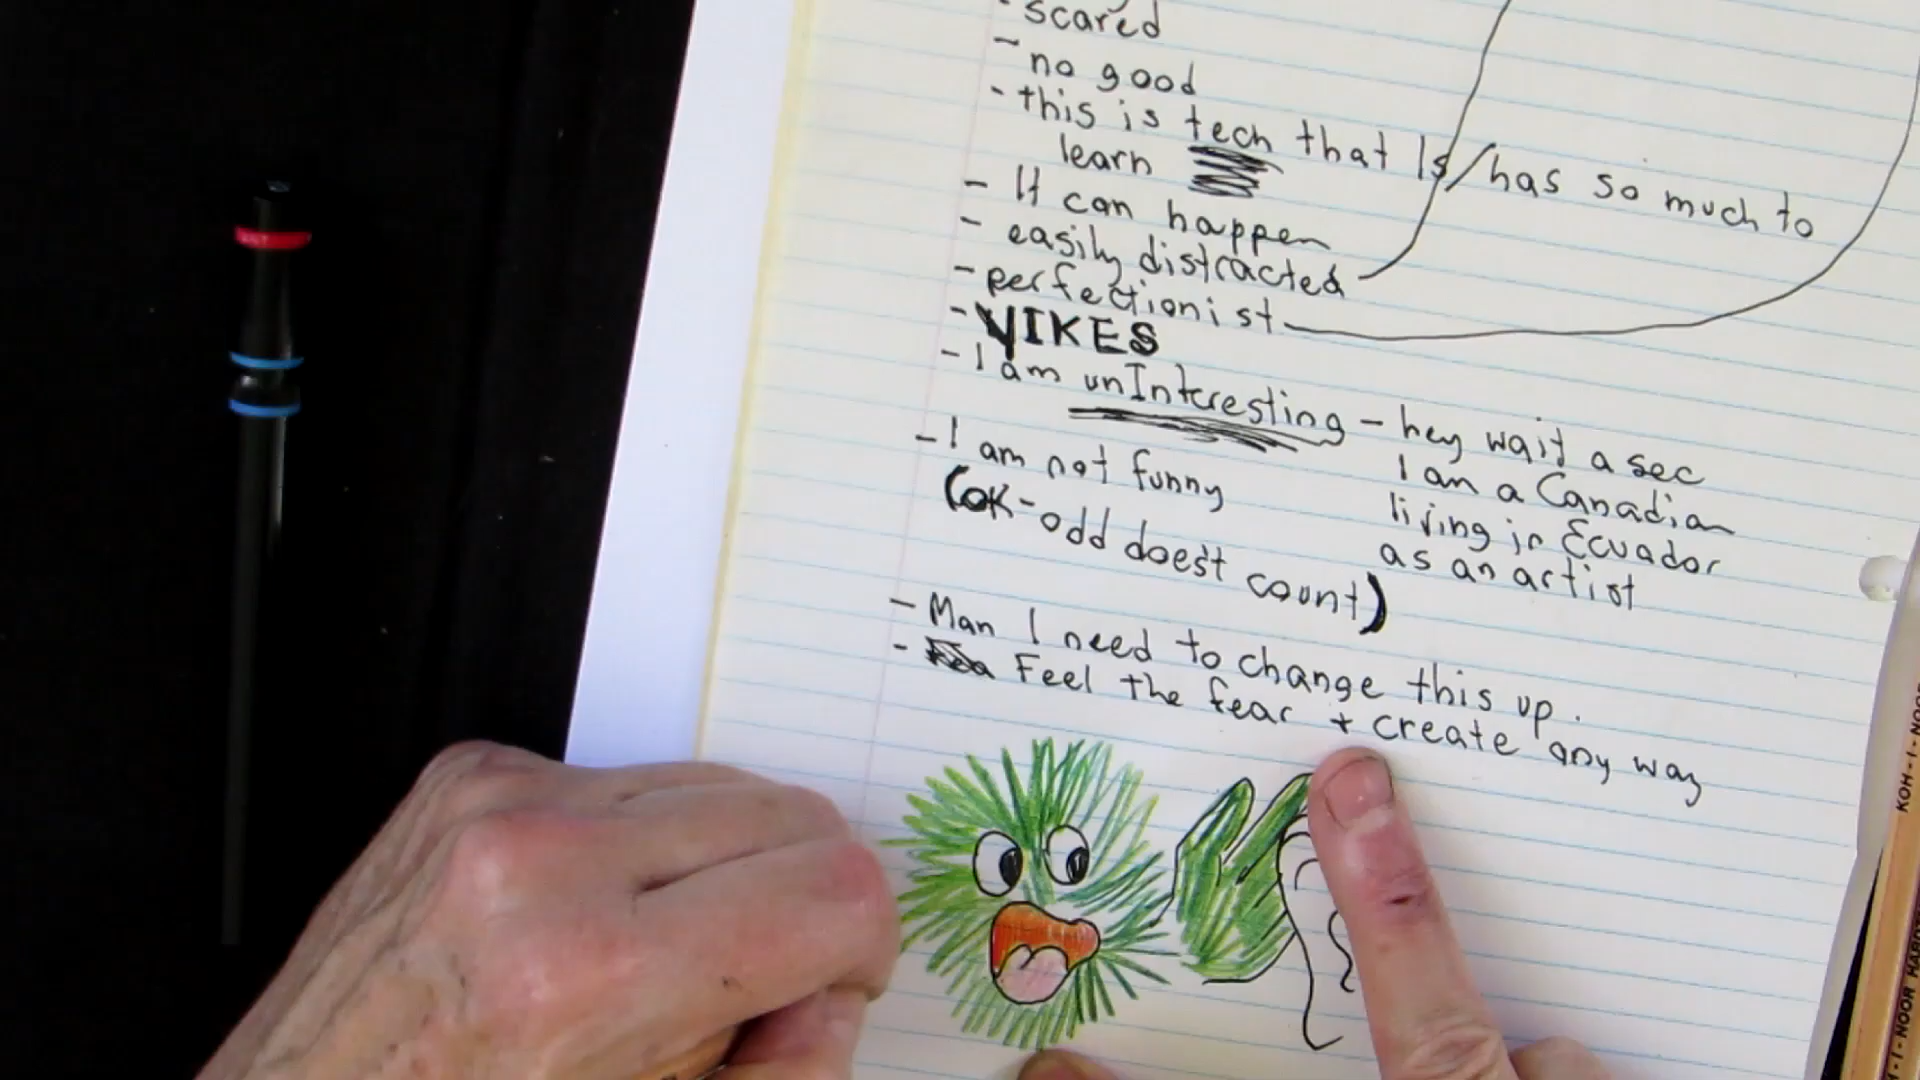 - scared
- no good
- this is tech that Is/has so much to
learn
- It can happen
- easily distracted
- perfectionist
- YIKES
- I am unInteresting - hey wait a sec
I am a Canadian
living in Ecuador
as an artist
- I am not funny
(OK - odd does't count)
- Man I need to change this up.
- Feel the fear + create any way
KOH-I-NOOR